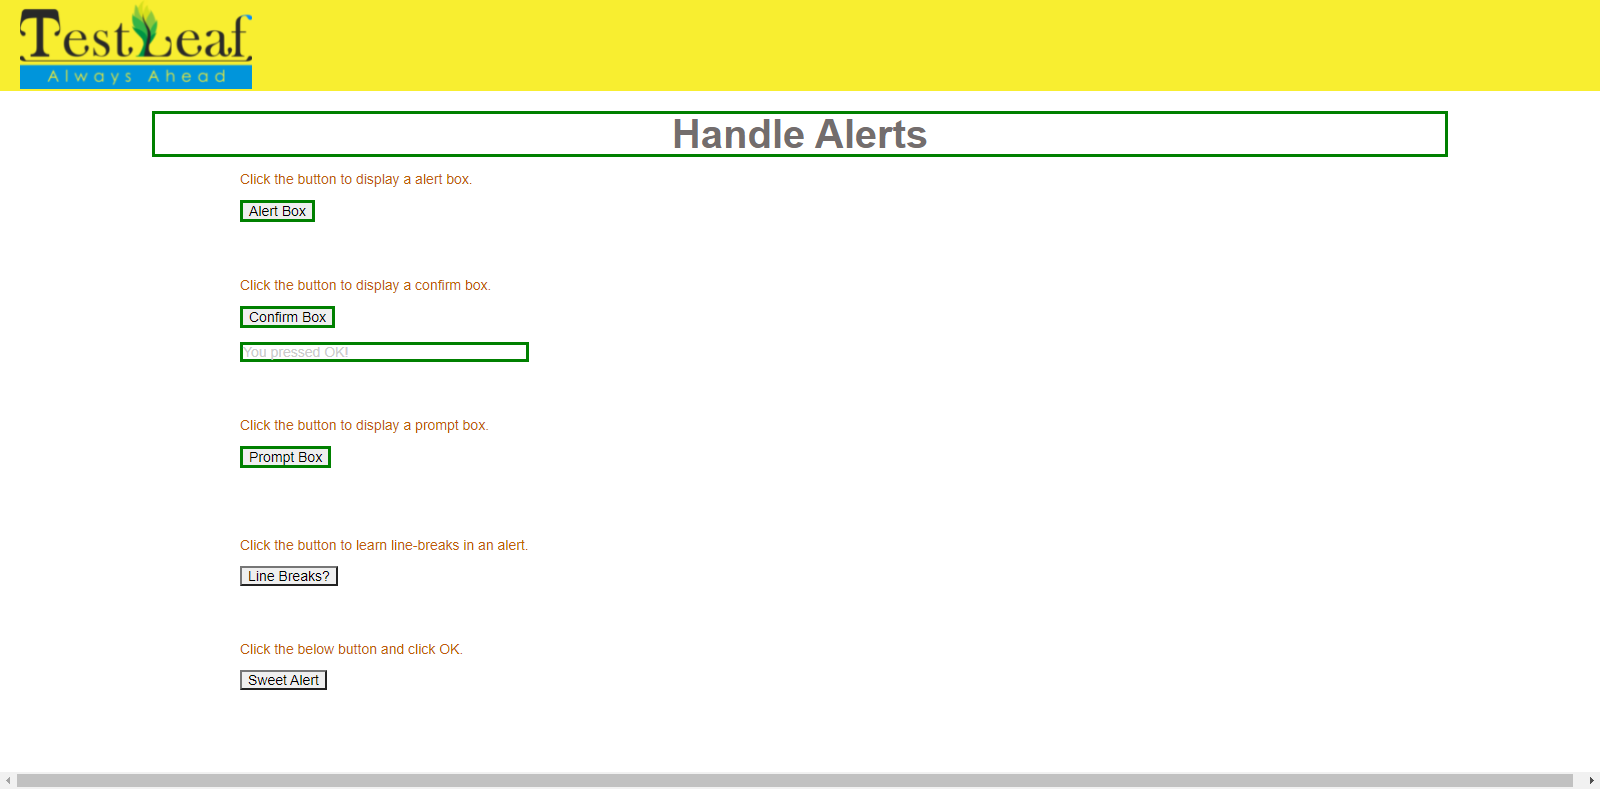 TestLeaf
Always Ahead
Handle Alerts
Click the button to display a alert box.
Alert Box
Click the button to display a confirm box.
Confirm Box
You pressed OK!
Click the button to display a prompt box.
Prompt Box
Click the button to learn line-breaks in an alert.
Line Breaks?
Click the below button and click OK.
Sweet Alert